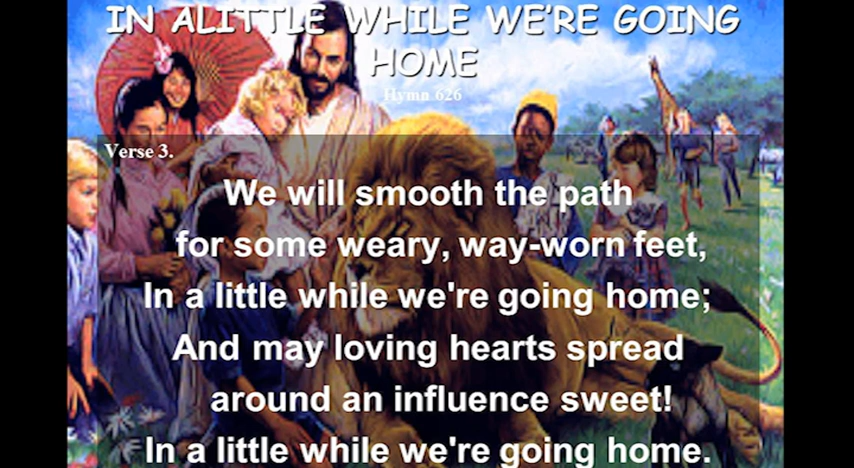 IN ALITTLE WHILE WE'RE GOING
HOME
Hymn 626
Verse 3.
We will smooth the path
for some weary, way-worn feet,
In a little while we're going home;
And may loving hearts spread
around an influence sweet!
In a little while we're going home.